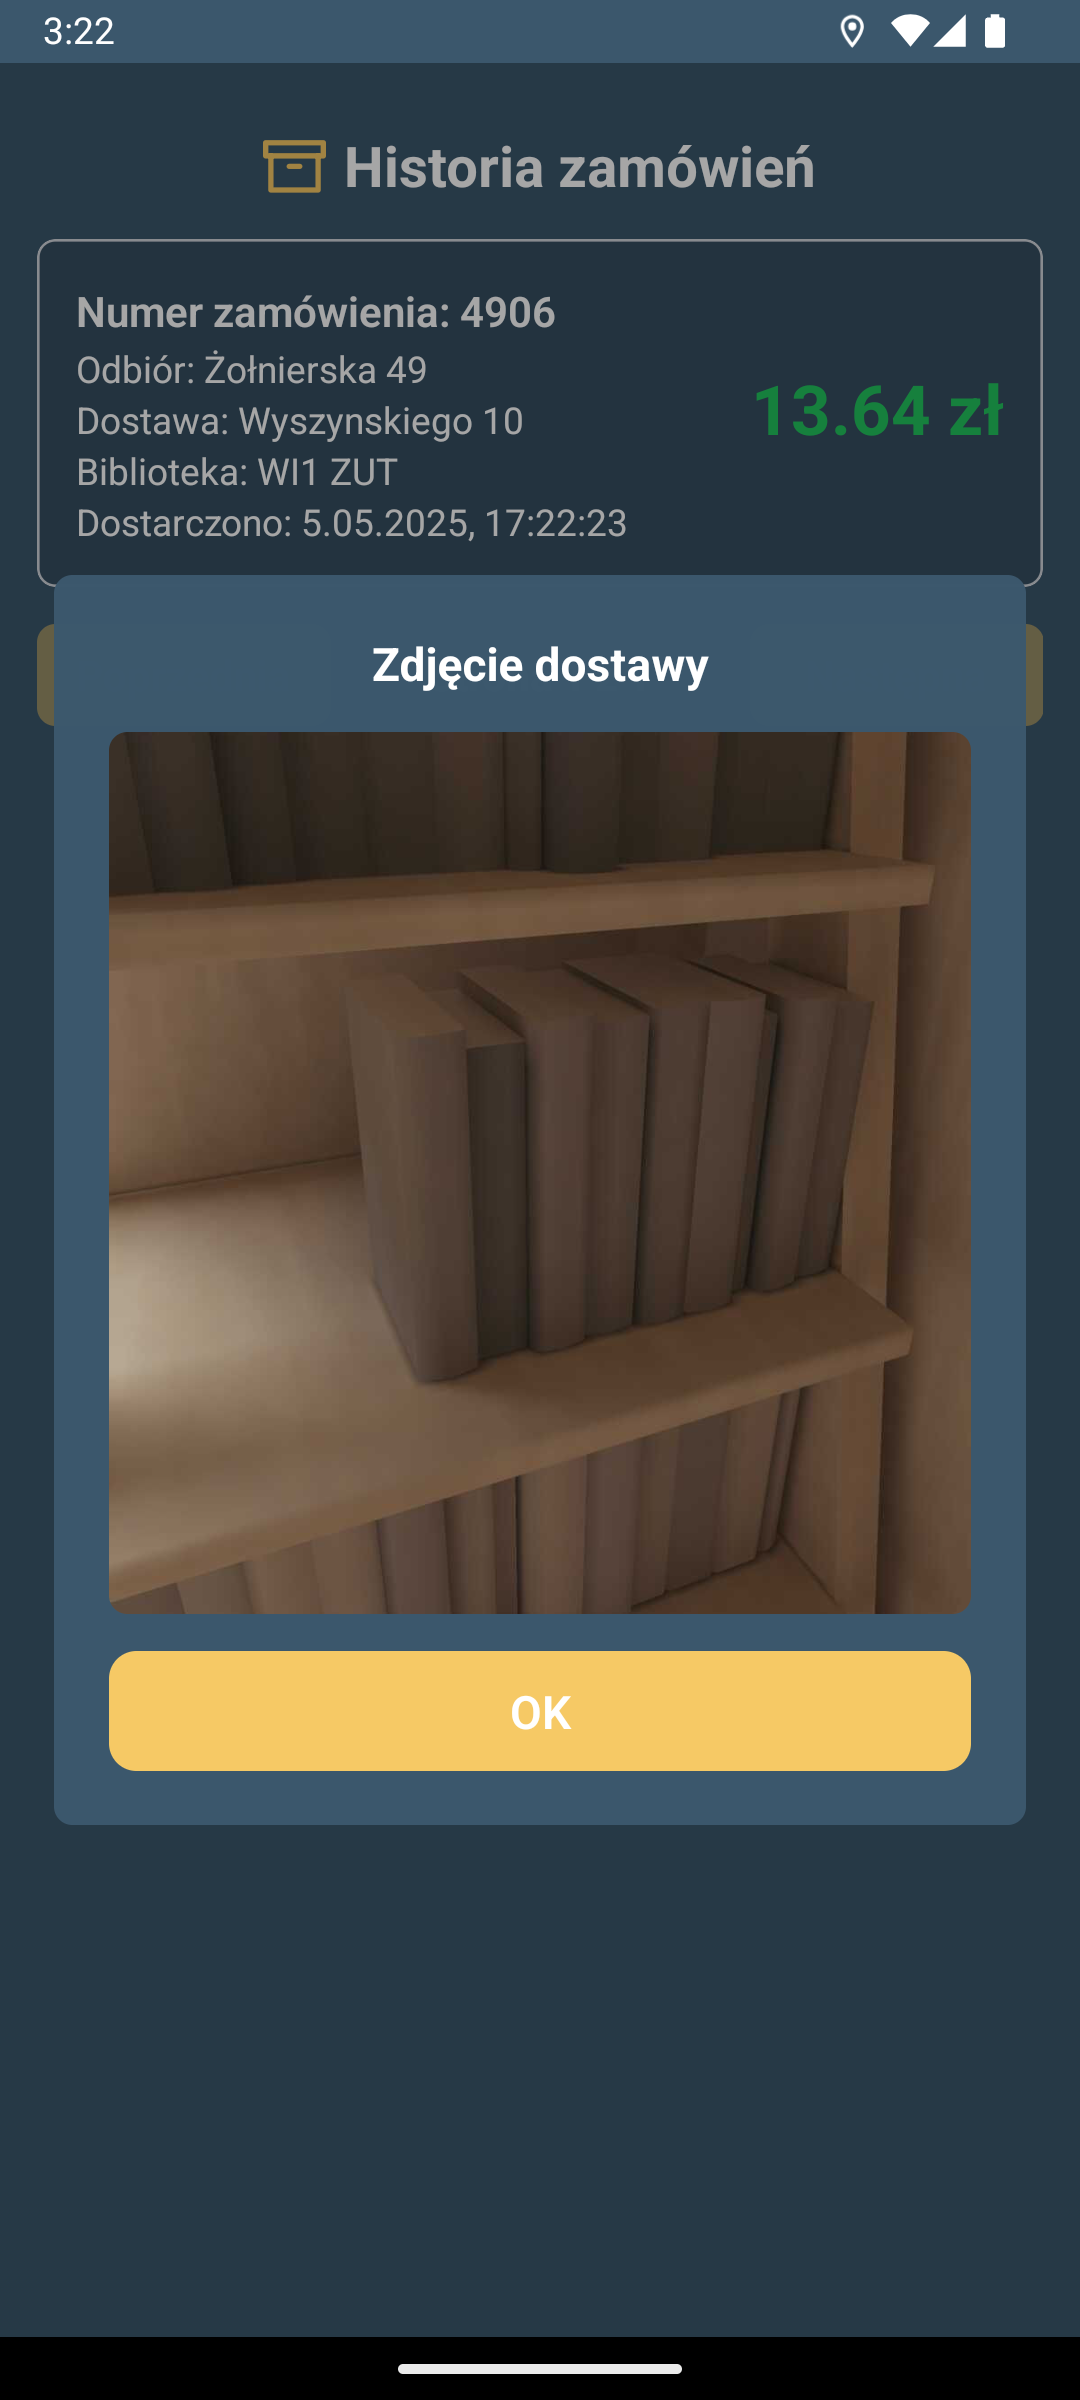 3:22
Historia zamówień
Numer zamówienia: 4906
Odbiór: Żołnierska 49
Dostawa: Wyszynskiego 10
Biblioteka: WI1 ZUT
Dostarczono: 5.05.2025, 17:22:23
13.64 zł
Zdjęcie dostawy
OK